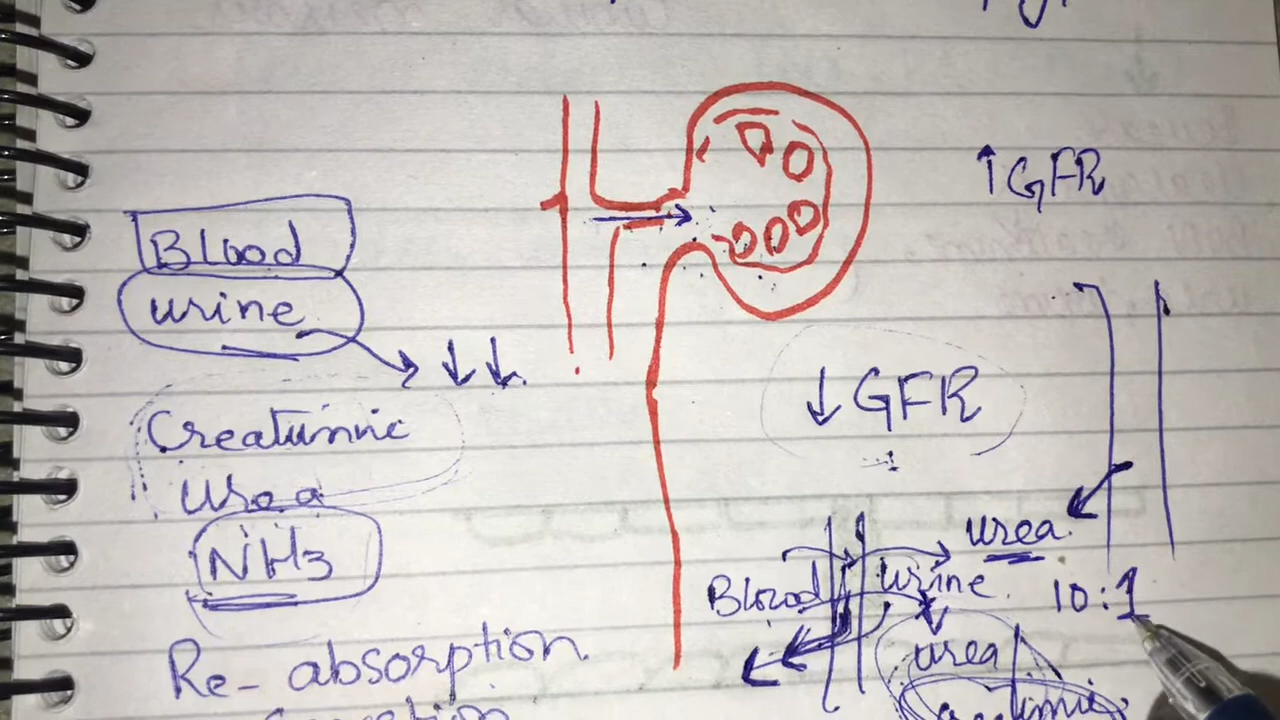 Blood
urine
↓↓
Creatinine
urea
NH3
Re-absorption
↑GFR
↓GFR
urea
Blood
urine
10:1
urea